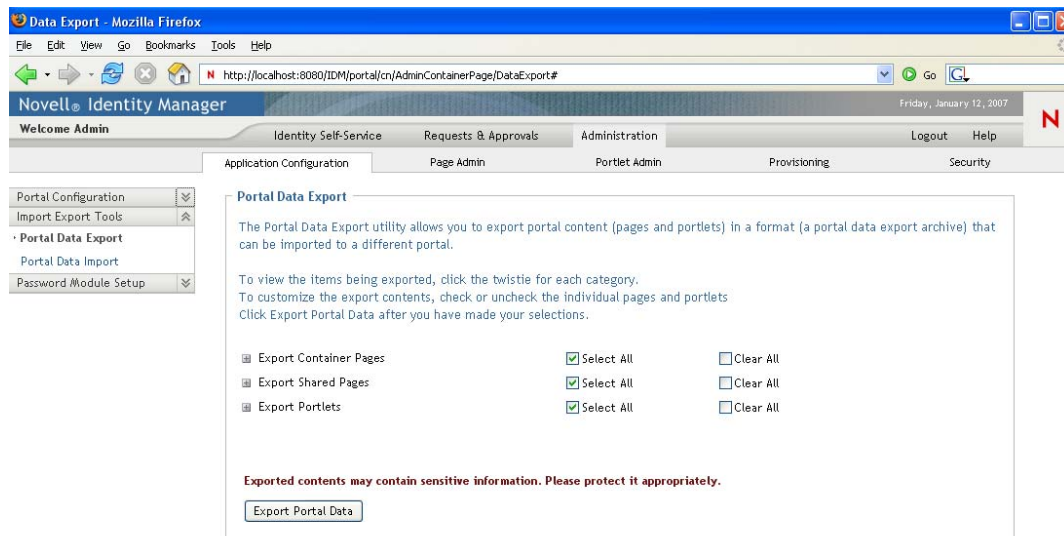 Data Export - Mozilla Firefox
File Edit View Go Bookmarks Tools Help
N http://localhost:8080/IDM/portal/cn/AdminContainerPage/DataExport# Go G
Novell® Identity Manager Friday, January 12, 2007
N
Welcome Admin Identity Self-Service Requests & Approvals Administration Logout Help
Application Configuration Page Admin Portlet Admin Provisioning Security
Portal Configuration
Import Export Tools
· Portal Data Export
Portal Data Import
Password Module Setup
Portal Data Export
The Portal Data Export utility allows you to export portal content (pages and portlets) in a format (a portal data export archive) that
can be imported to a different portal.
To view the items being exported, click the twistie for each category.
To customize the export contents, check or uncheck the individual pages and portlets
Click Export Portal Data after you have made your selections.
Export Container Pages Select All Clear All
Export Shared Pages Select All Clear All
Export Portlets Select All Clear All
Exported contents may contain sensitive information. Please protect it appropriately.
Export Portal Data